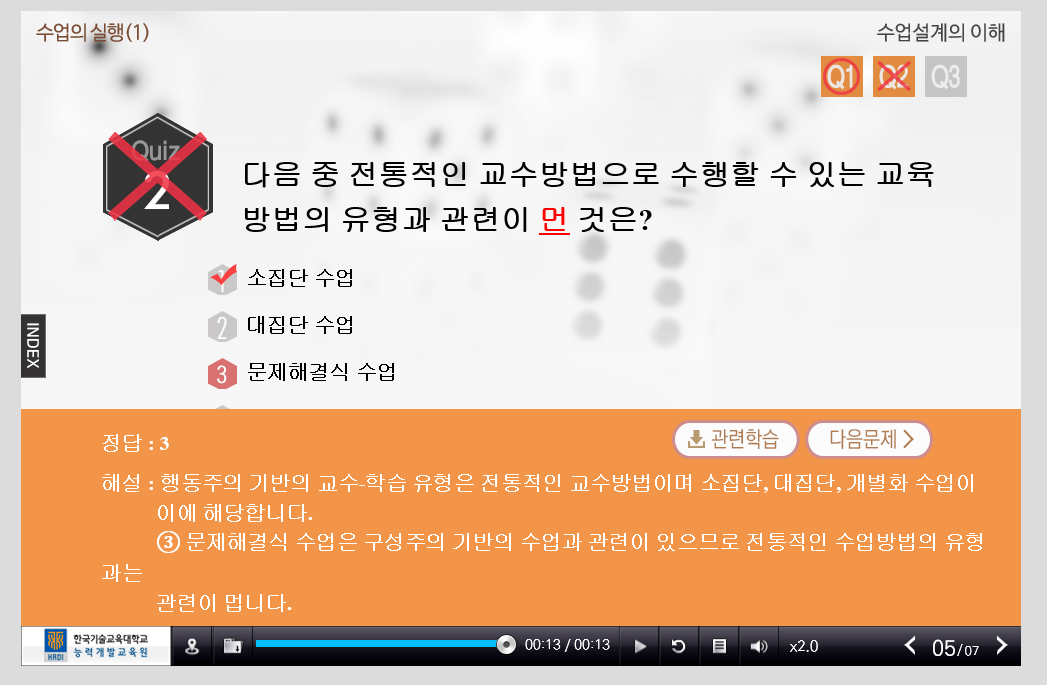 수업의 실행(1)
수업설계의 이해
Q1 Q2 Q3
Quiz
2
다음 중 전통적인 교수방법으로 수행할 수 있는 교육
방법의 유형과 관련이 먼 것은?
1 소집단 수업
2 대집단 수업
3 문제해결식 수업
INDEX
정답 : 3
관련학습
다음문제
해설 : 행동주의 기반의 교수-학습 유형은 전통적인 교수방법이며 소집단, 대집단, 개별화 수업이
이에 해당합니다.
③ 문제해결식 수업은 구성주의 기반의 수업과 관련이 있으므로 전통적인 수업방법의 유형
과는
관련이 멉니다.
HRDI
한국기술교육대학교
능력개발교육원
00:13 / 00:13
x2.0
05/07